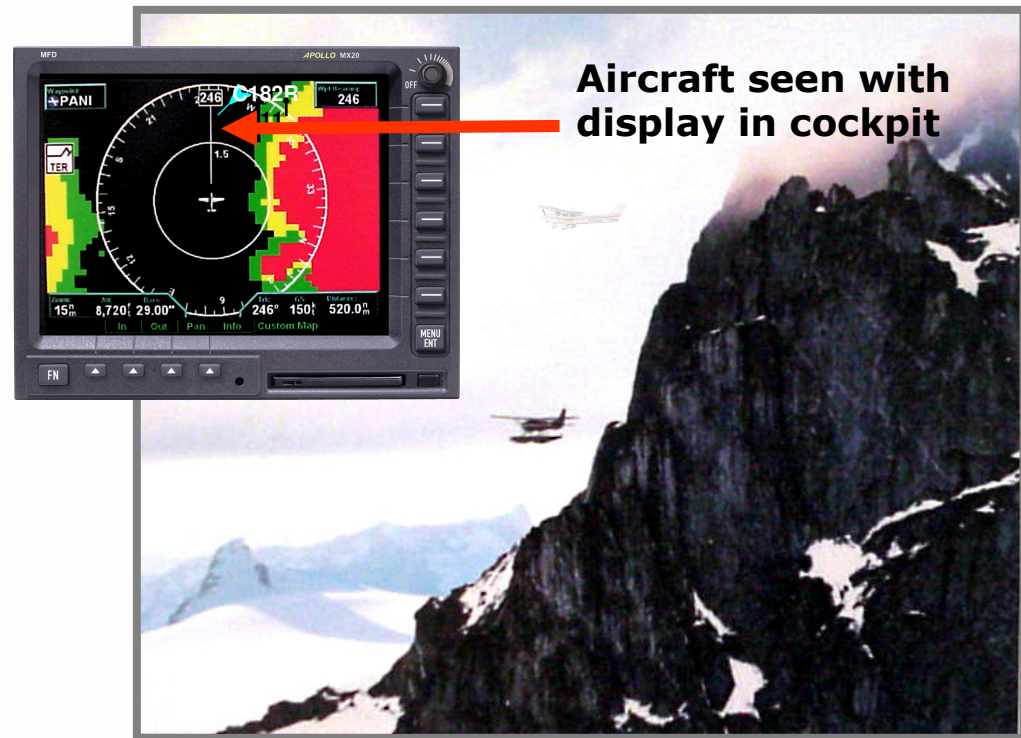 MFD
APOLLO MX20
OFF
Waypoint:
PANI
246
C182R
Wpt Bearing:
246
Aircraft seen with
display in cockpit
TER
1.5
21
W
S
33
15
N
12
E
9
Zoom: Alt: Baro: Trk: GS: Distance:
15nm 8,720ft 29.00" 246° 150kt 520.0nm
In Out Pan Info Custom Map
MENU
ENT
FN